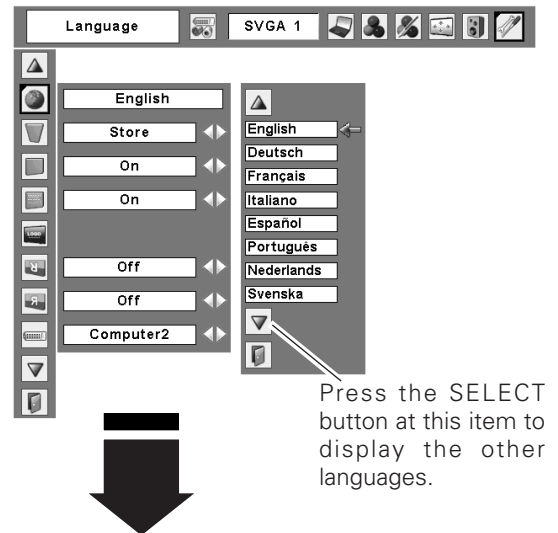 Language
SVGA 1
English
Store
On
On
LOGO
Off
Off
Computer2
English
Deutsch
Français
Italiano
Español
Português
Nederlands
Svenska
Press the SELECT
button at this item to
display the other
languages.